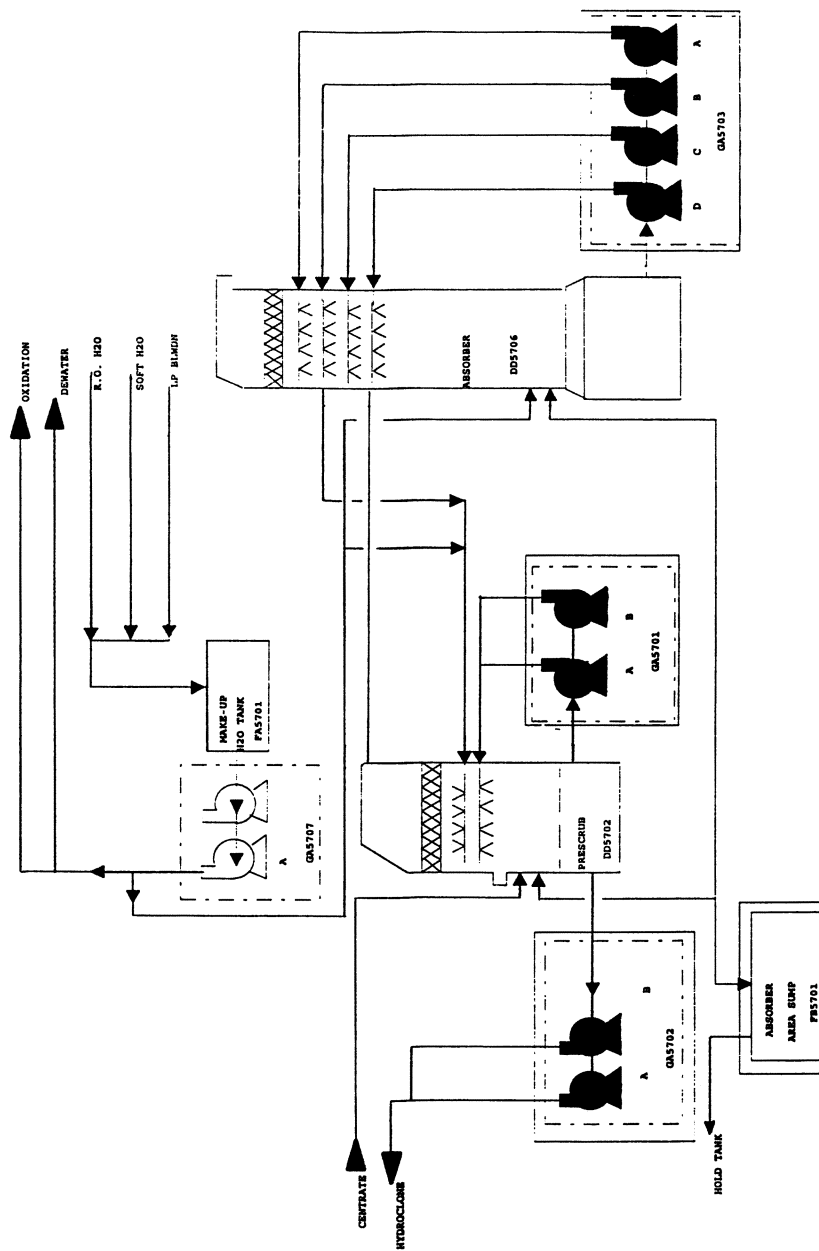 OXIDATION
DEWATER
R.O. H2O
SOFT H2O
LP BLWDN
MAKE-UP
H2O TANK
FA5701
A
GA5707
ABSORBER
DD5706
A
B
C
D
GA5703
A
B
GA5701
PRESCRUB
DD5702
A
B
GA5702
CENTRATE
HYDROCLONE
HOLD TANK
ABSORBER
AREA SUMP
FB5701